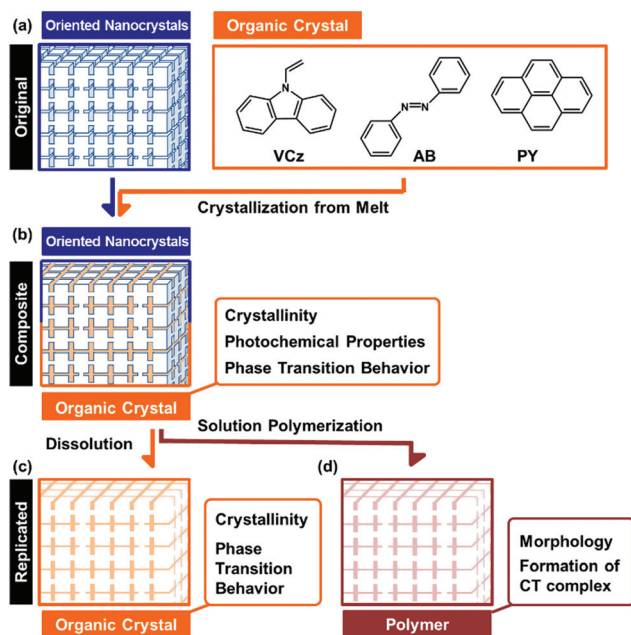 (a)
Oriented Nanocrystals
Organic Crystal
Original
N
N=N
VCz
AB
PY
Crystallization from Melt
(b)
Oriented Nanocrystals
Composite
Crystallinity
Photochemical Properties
Phase Transition Behavior
Organic Crystal
Solution Polymerization
Dissolution
(c)
(d)
Replicated
Crystallinity
Phase
Transition
Behavior
Morphology
Formation of
CT complex
Organic Crystal
Polymer